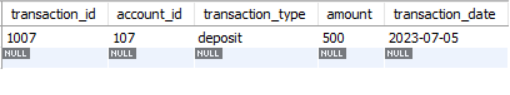 transaction_id account_id transaction_type amount transaction_date
1007 107 deposit 500 2023-07-05
NULL NULL NULL NULL NULL